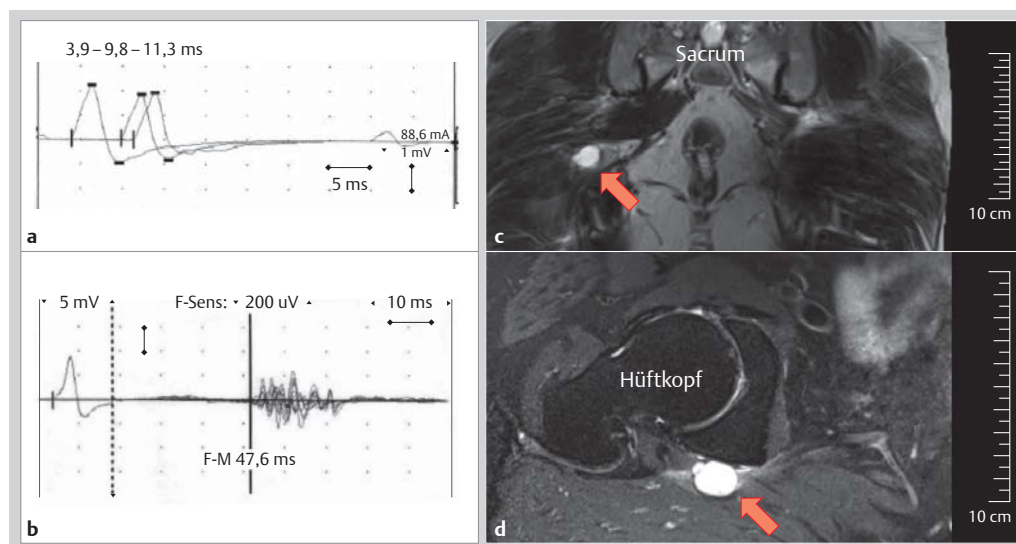 3,9 – 9,8 – 11,3 ms
88,6 mA
1 mV
5 ms
a
5 mV
F-Sens:
200 uV
10 ms
F-M 47,6 ms
b
Sacrum
10 cm
c
Hüftkopf
10 cm
d